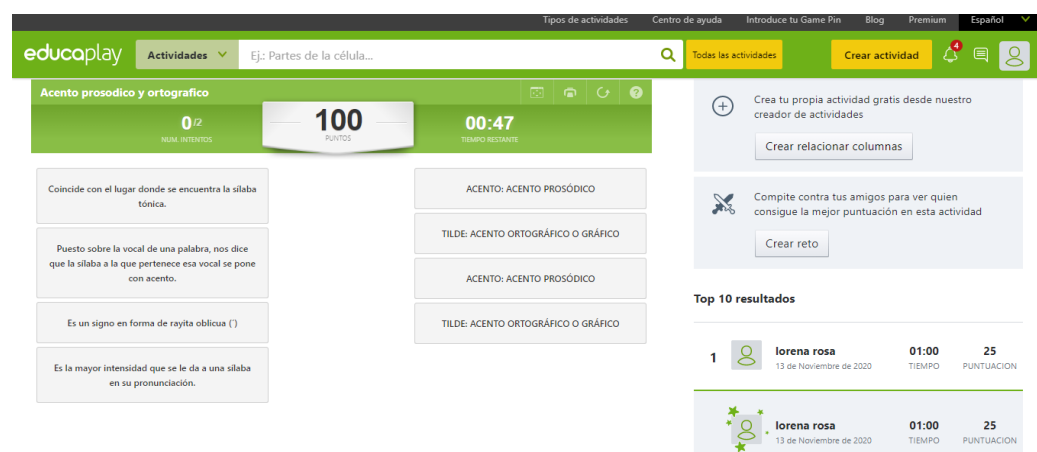 Tipos de actividades Centro de ayuda Introduce tu Game Pin Blog Premium Español
educaplay Actividades Ej.: Partes de la célula... Todas las actividades Crear actividad 4
Acento prosodico y ortografico
0/2 100 00:47
NUM. INTENTOS PUNTOS TIEMPO RESTANTE
Coincide con el lugar donde se encuentra la sílaba
tónica.
Puesto sobre la vocal de una palabra, nos dice
que la sílaba a la que pertenece esa vocal se pone
con acento.
Es un signo en forma de rayita oblicua (´)
Es la mayor intensidad que se le da a una sílaba
en su pronunciación.
ACENTO: ACENTO PROSÓDICO
TILDE: ACENTO ORTOGRÁFICO O GRÁFICO
ACENTO: ACENTO PROSÓDICO
TILDE: ACENTO ORTOGRÁFICO O GRÁFICO
Crea tu propia actividad gratis desde nuestro
creador de actividades
Crear relacionar columnas
Compite contra tus amigos para ver quien
consigue la mejor puntuación en esta actividad
Crear reto
Top 10 resultados
1 lorena rosa 01:00 25
13 de Noviembre de 2020 TIEMPO PUNTUACION
lorena rosa 01:00 25
13 de Noviembre de 2020 TIEMPO PUNTUACION